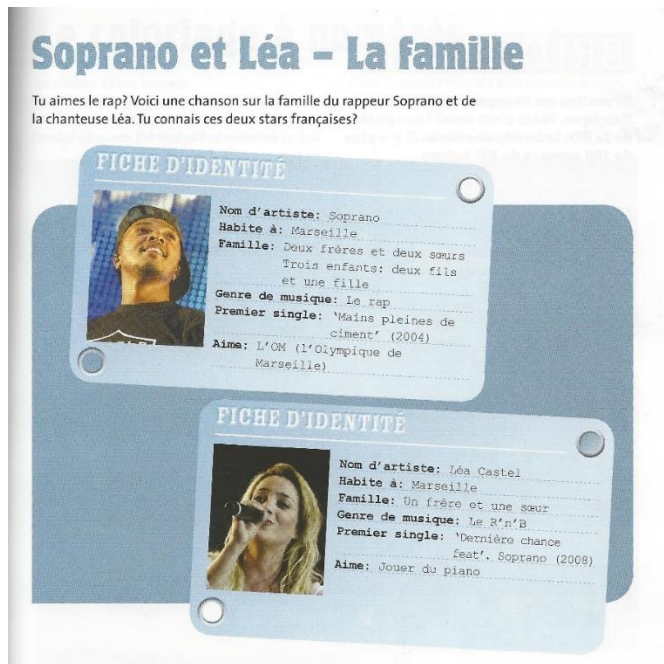 Soprano et Léa – La famille
Tu aimes le rap? Voici une chanson sur la famille du rappeur Soprano et de
la chanteuse Léa. Tu connais ces deux stars françaises?
FICHE D'IDENTITÉ
Nom d'artiste: Soprano
Habite à: Marseille
Famille: Deux frères et deux sœurs
Trois enfants: deux fils
et une fille
Genre de musique: Le rap
Premier single: 'Mains pleines de
ciment' (2004)
Aime: L'OM (l'Olympique de
Marseille)
FICHE D'IDENTITÉ
Nom d'artiste: Léa Castel
Habite à: Marseille
Famille: Un frère et une sœur
Genre de musique: Le R'n'B
Premier single: 'Dernière chance
feat'. Soprano (2008)
Aime: Jouer du piano